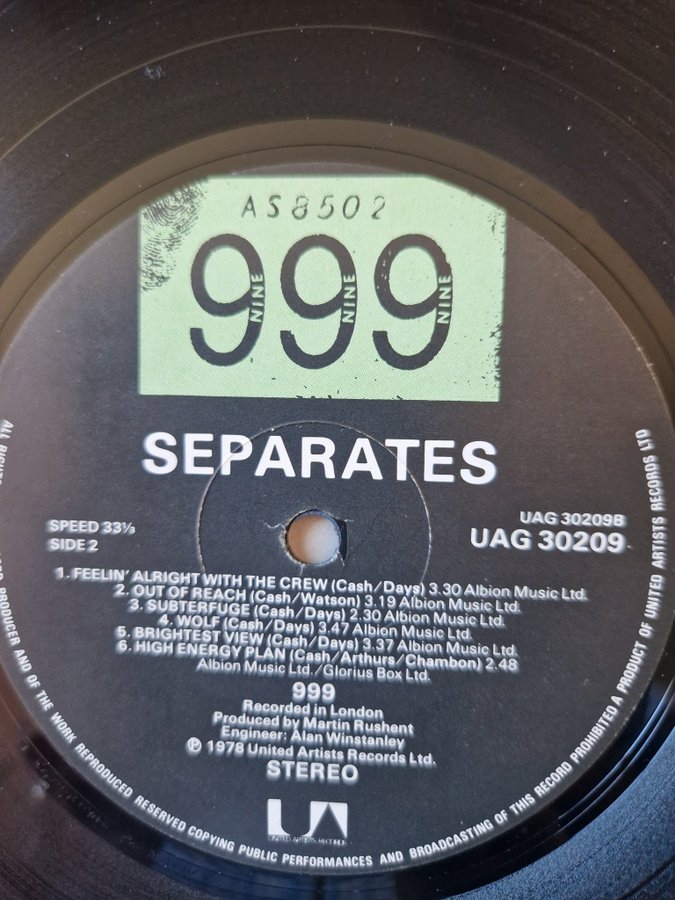 AS8502
999
NINE NINE NINE
SEPARATES
SPEED 33⅓
SIDE 2
UAG 30209B
UAG 30209
1. FEELIN' ALRIGHT WITH THE CREW (Cash/Days) 3.30 Albion Music Ltd.
2. OUT OF REACH (Cash/Watson) 3.19 Albion Music Ltd.
3. SUBTERFUGE (Cash/Days) 2.30 Albion Music Ltd.
4. WOLF (Cash/Days) 3.47 Albion Music Ltd.
5. BRIGHTEST VIEW (Cash/Days) 3.37 Albion Music Ltd.
6. HIGH ENERGY PLAN (Cash/Arthurs/Chambon) 2.48
Albion Music Ltd./Glorius Box Ltd.
999
Recorded in London
Produced by Martin Rushent
Engineer: Alan Winstanley
℗ 1978 United Artists Records Ltd.
STEREO
UA
UNITED ARTISTS RECORDS
ALL RIGHTS
PRODUCER AND OF THE WORK REPRODUCED RESERVED COPYING PUBLIC PERFORMANCES AND BROADCASTING OF THIS RECORD PROHIBITED A PRODUCT OF UNITED ARTISTS RECORDS LTD